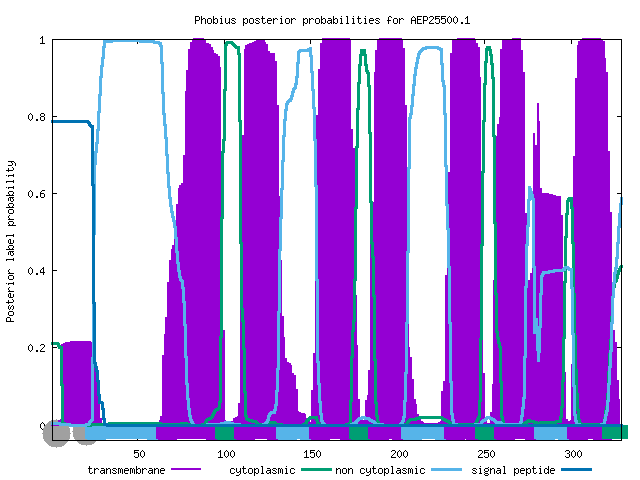 Phobius posterior probabilities for AEP25500.1
1
0.8
0.6
0.4
0.2
0
Posterior label probability
50 100 150 200 250 300
transmembrane cytoplasmic non cytoplasmic signal peptide